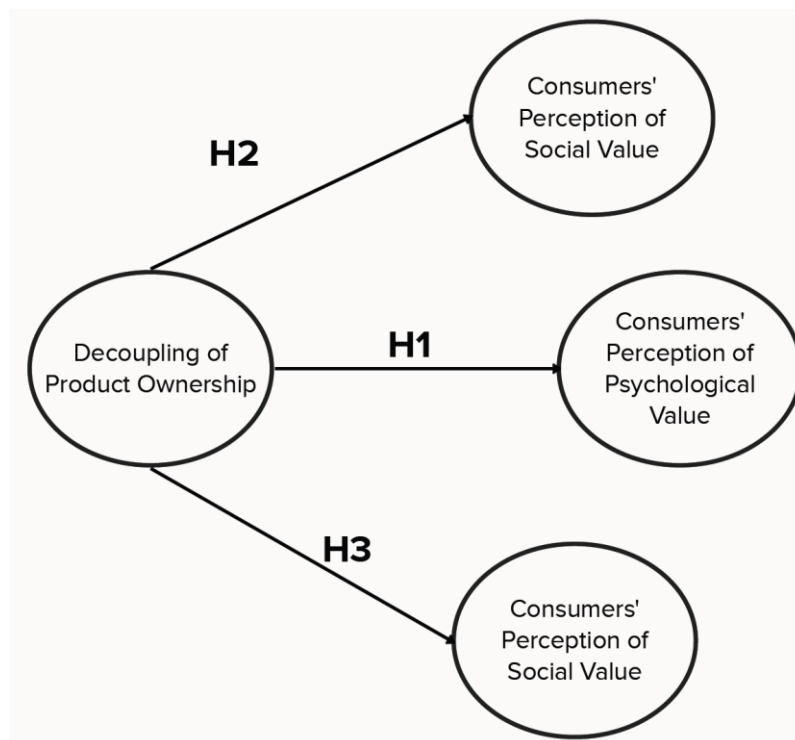 Consumers'
Perception of
Social Value
H2
Decoupling of
Product Ownership
H1
Consumers'
Perception of
Psychological
Value
H3
Consumers'
Perception of
Social Value